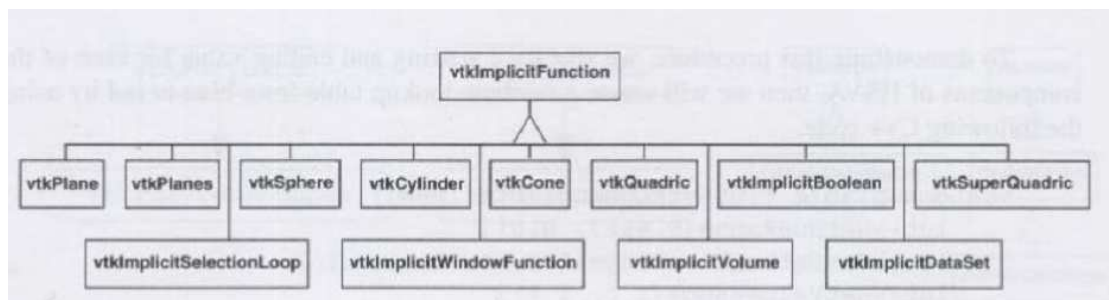 vtkImplicitFunction
vtkPlane vtkPlanes vtkSphere vtkCylinder vtkCone vtkQuadric vtkImplicitBoolean vtkSuperQuadric
vtkImplicitSelectionLoop vtkImplicitWindowFunction vtkImplicitVolume vtkImplicitDataSet